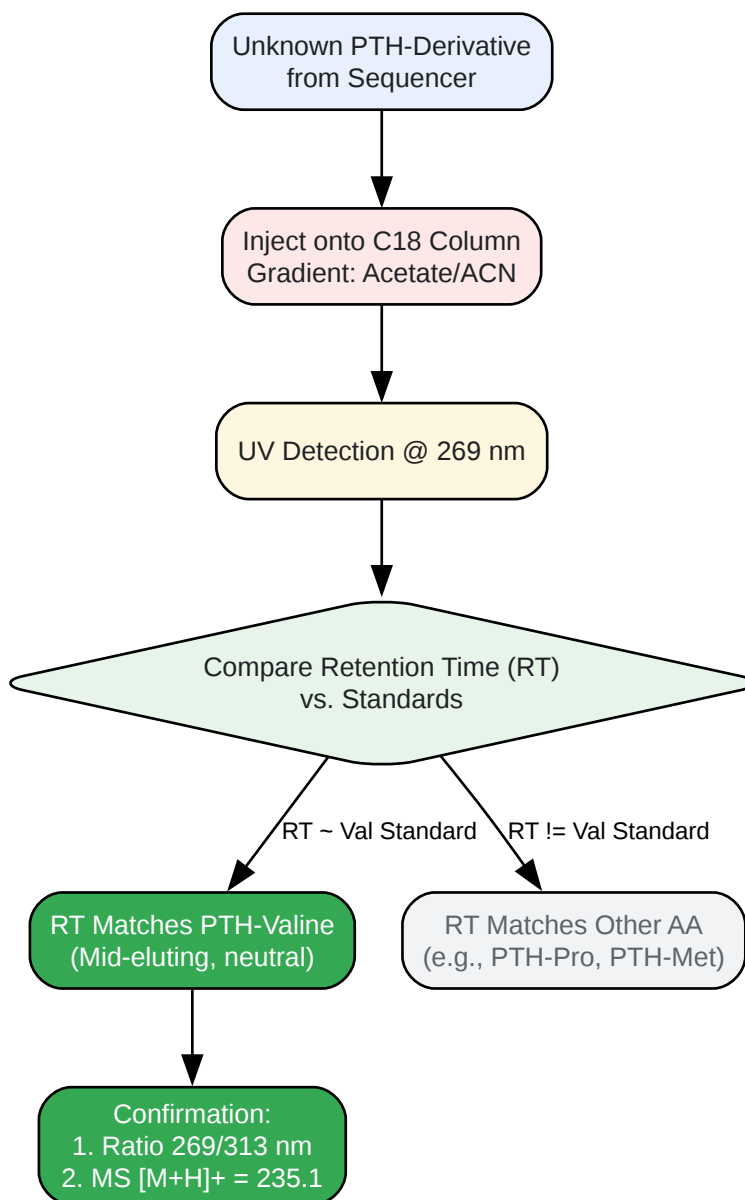 Unknown PTH-Derivative
from Sequencer
Inject onto C18 Column
Gradient: Acetate/ACN
UV Detection @ 269 nm
Compare Retention Time (RT)
vs. Standards
RT ~ Val Standard
RT != Val Standard
RT Matches PTH-Valine
(Mid-eluting, neutral)
RT Matches Other AA
(e.g., PTH-Pro, PTH-Met)
Confirmation:
1. Ratio 269/313 nm
2. MS [M+H]+ = 235.1